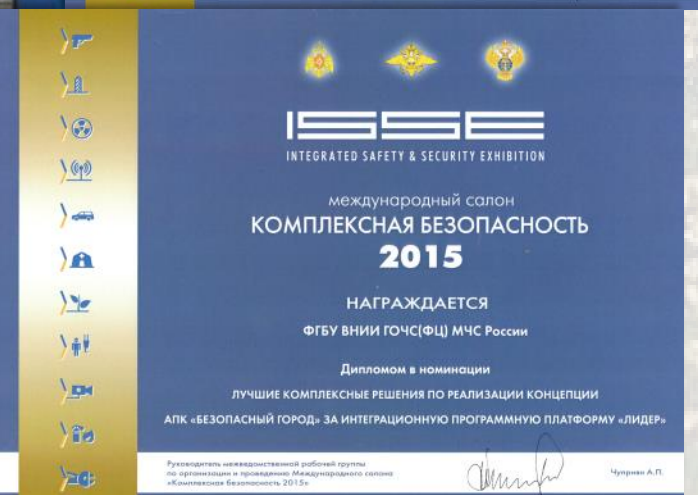 ISSE
INTEGRATED SAFETY & SECURITY EXHIBITION
международный салон
КОМПЛЕКСНАЯ БЕЗОПАСНОСТЬ
2015
НАГРАЖДАЕТСЯ
ФГБУ ВНИИ ГОЧС(ФЦ) МЧС России
Дипломом в номинации
ЛУЧШИЕ КОМПЛЕКСНЫЕ РЕШЕНИЯ ПО РЕАЛИЗАЦИИ КОНЦЕПЦИИ
АПК «БЕЗОПАСНЫЙ ГОРОД» ЗА ИНТЕГРАЦИОННУЮ ПРОГРАММНУЮ ПЛАТФОРМУ «ЛИДЕР»
Руководитель межведомственной рабочей группы
по организации и проведению Международного салона
«Комплексная безопасность 2015»
Чуприян А.П.